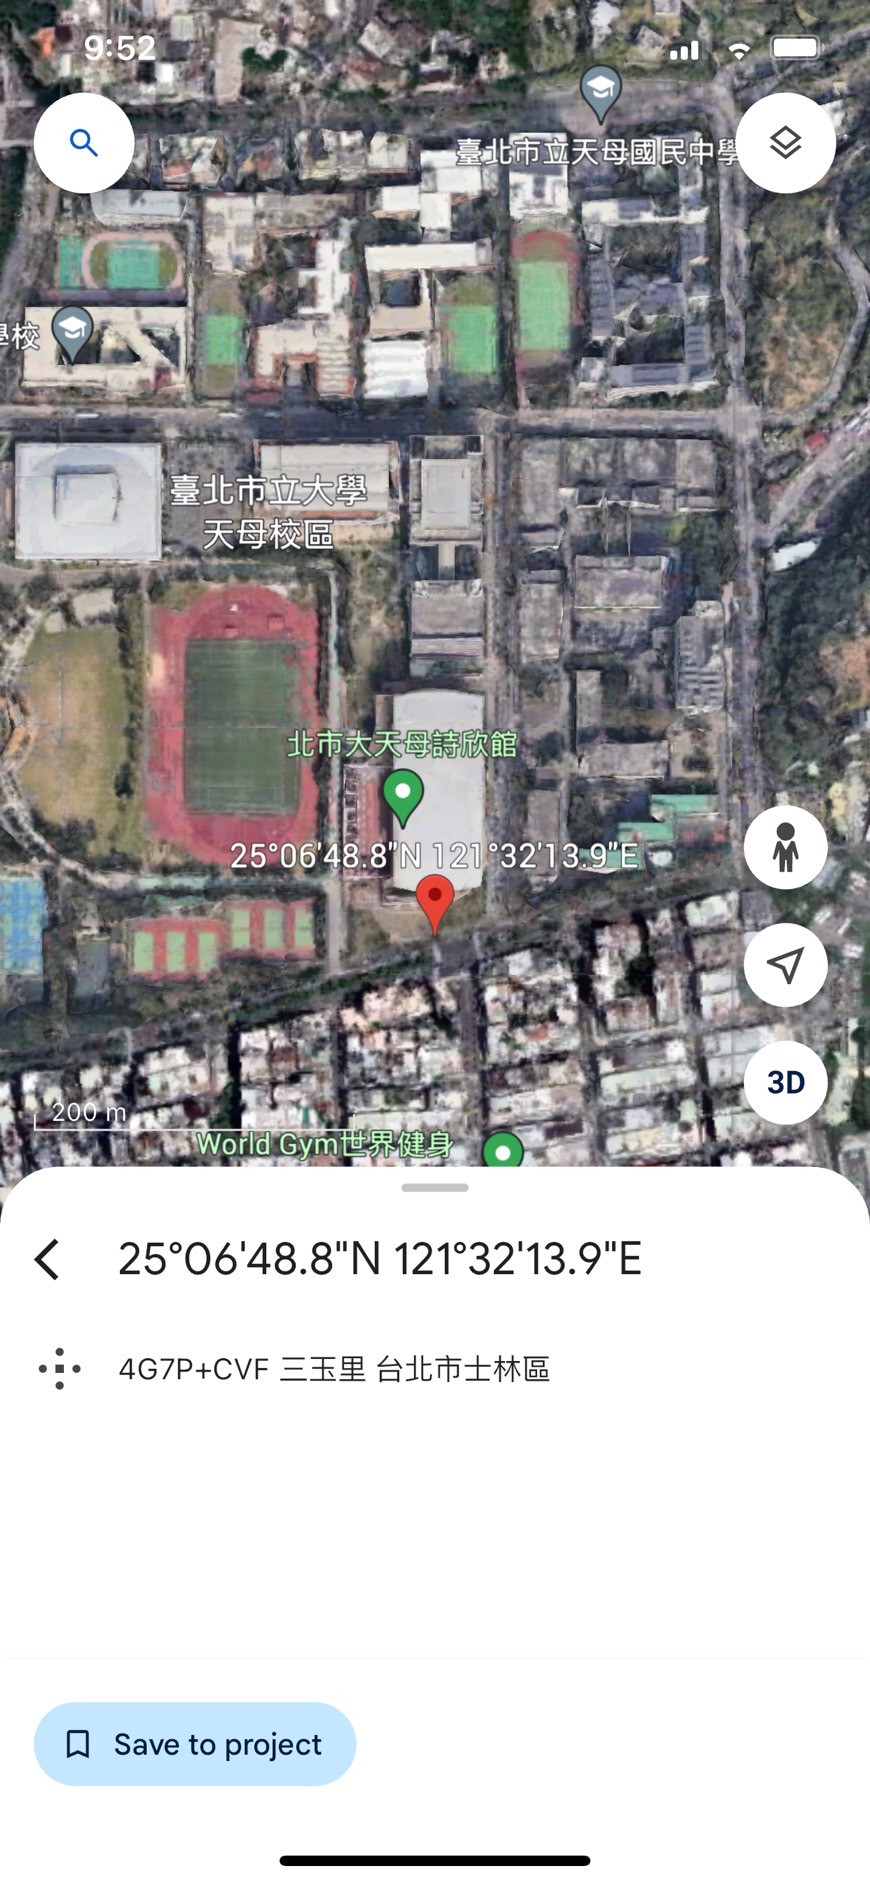 9:52
臺北市立天母國民中學
學校
臺北市立大學
天母校區
北市大天母詩欣館
25°06'48.8"N 121°32'13.9"E
3D
200 m
World Gym世界健身
25°06'48.8"N 121°32'13.9"E
4G7P+CVF 三玉里 台北市士林區
Save to project